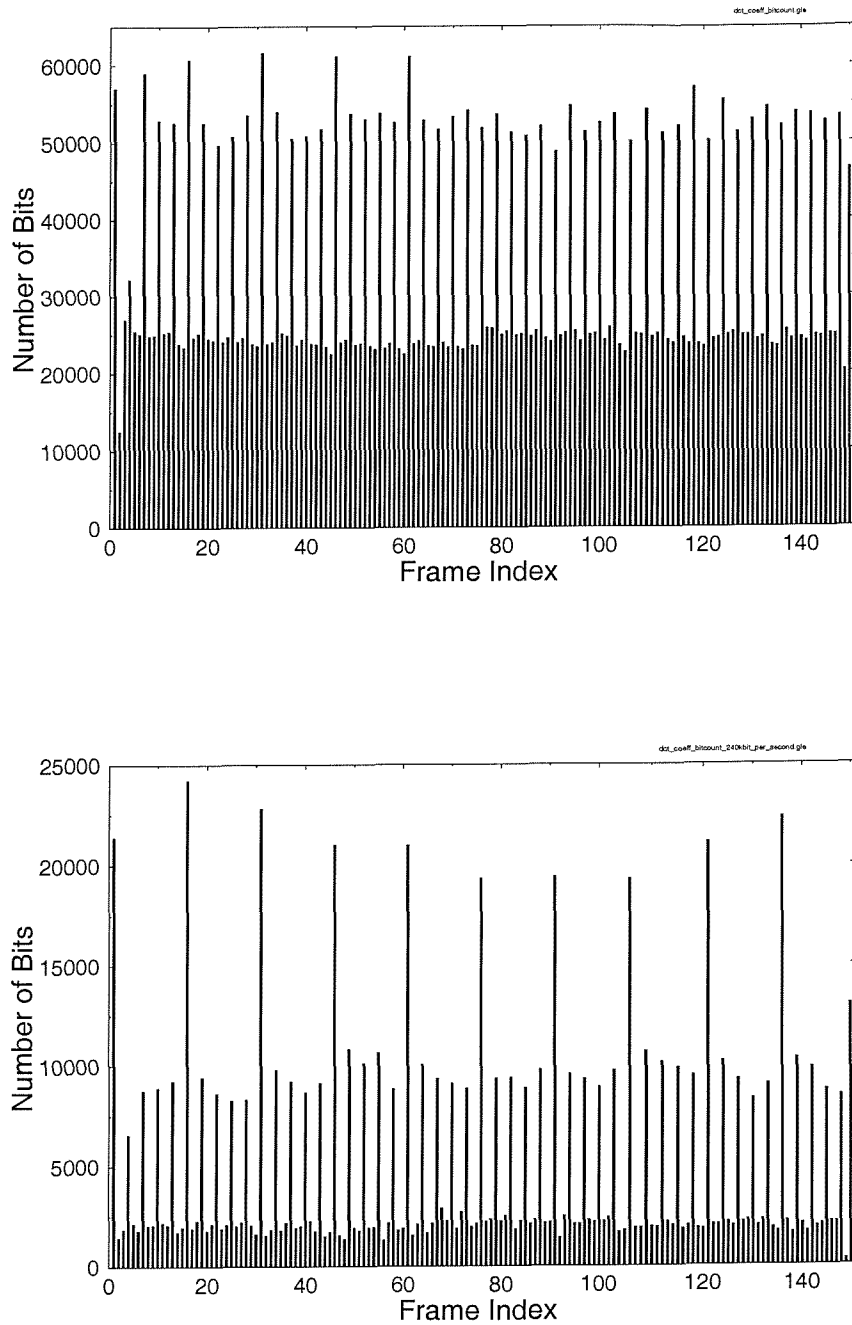 dct_coeff_bitcount.gle
60000
50000
40000
30000
20000
10000
0
Number of Bits
0 20 40 60 80 100 120 140
Frame Index
dct_coeff_bitcount_240kbit_per_second.gle
25000
20000
15000
10000
5000
0
Number of Bits
0 20 40 60 80 100 120 140
Frame Index